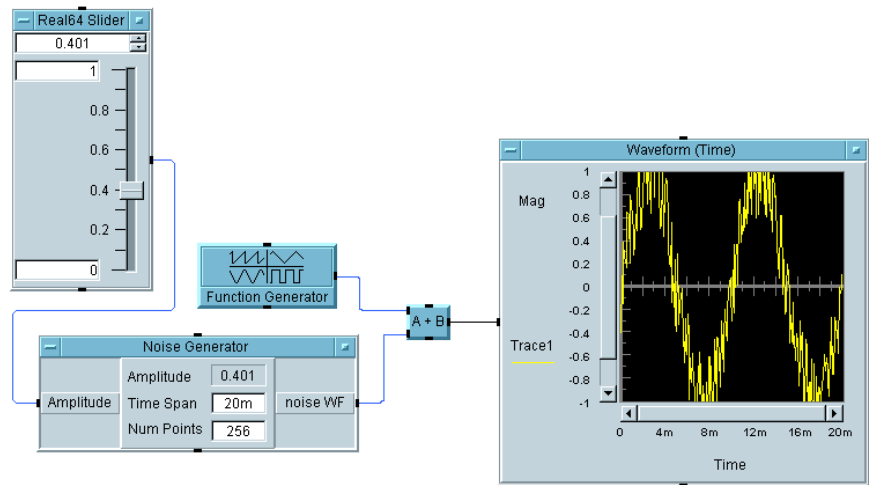 Real64 Slider
0.401
1
0.8
0.6
0.4
0.2
0
Function Generator
A + B
Noise Generator
Amplitude
Amplitude 0.401
Time Span 20m
Num Points 256
noise WF
Waveform (Time)
Mag
Trace1
1
0.8
0.6
0.4
0.2
0
-0.2
-0.4
-0.6
-0.8
-1
0 4m 8m 12m 16m 20m
Time